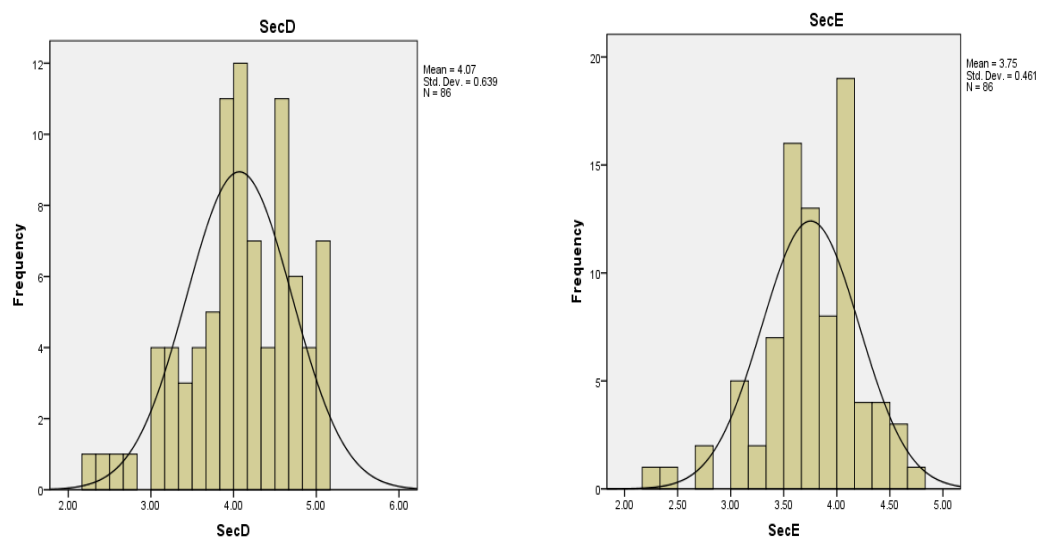 SecD
Mean = 4.07
Std. Dev. = 0.639
N = 86
Frequency
12
10
8
6
4
2
0
2.00 3.00 4.00 5.00 6.00
SecD
SecE
Mean = 3.75
Std. Dev. = 0.461
N = 86
Frequency
20
15
10
5
0
2.00 2.50 3.00 3.50 4.00 4.50 5.00
SecE